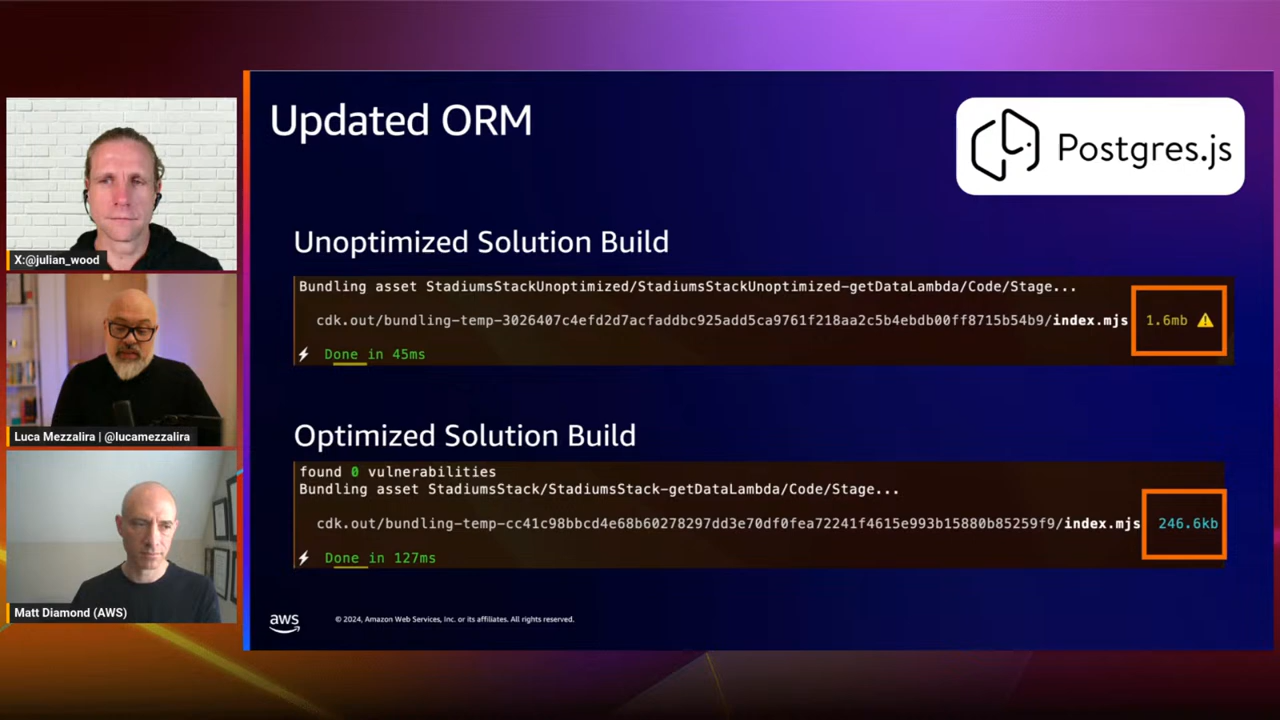 Updated ORM
Postgres.js
Unoptimized Solution Build
Bundling asset StadiumsStackUnoptimized/StadiumsStackUnoptimized-getDataLambda/Code/Stage...
cdk.out/bundling-temp-3026407c4efd2d7acfaddbc925add5ca9761f218aa2c5b4ebdb00ff8715b54b9/index.mjs 1.6mb ⚠
⚡ Done in 45ms
Optimized Solution Build
found 0 vulnerabilities
Bundling asset StadiumsStack/StadiumsStack-getDataLambda/Code/Stage...
cdk.out/bundling-temp-cc41c98bbcd4e68b60278297dd3e70df0fea72241f4615e993b15880b85259f9/index.mjs 246.6kb
⚡ Done in 127ms
aws
© 2024, Amazon Web Services, Inc. or its affiliates. All rights reserved.
X:@julian_wood
Luca Mezzalira | @lucamezzalira
Matt Diamond (AWS)